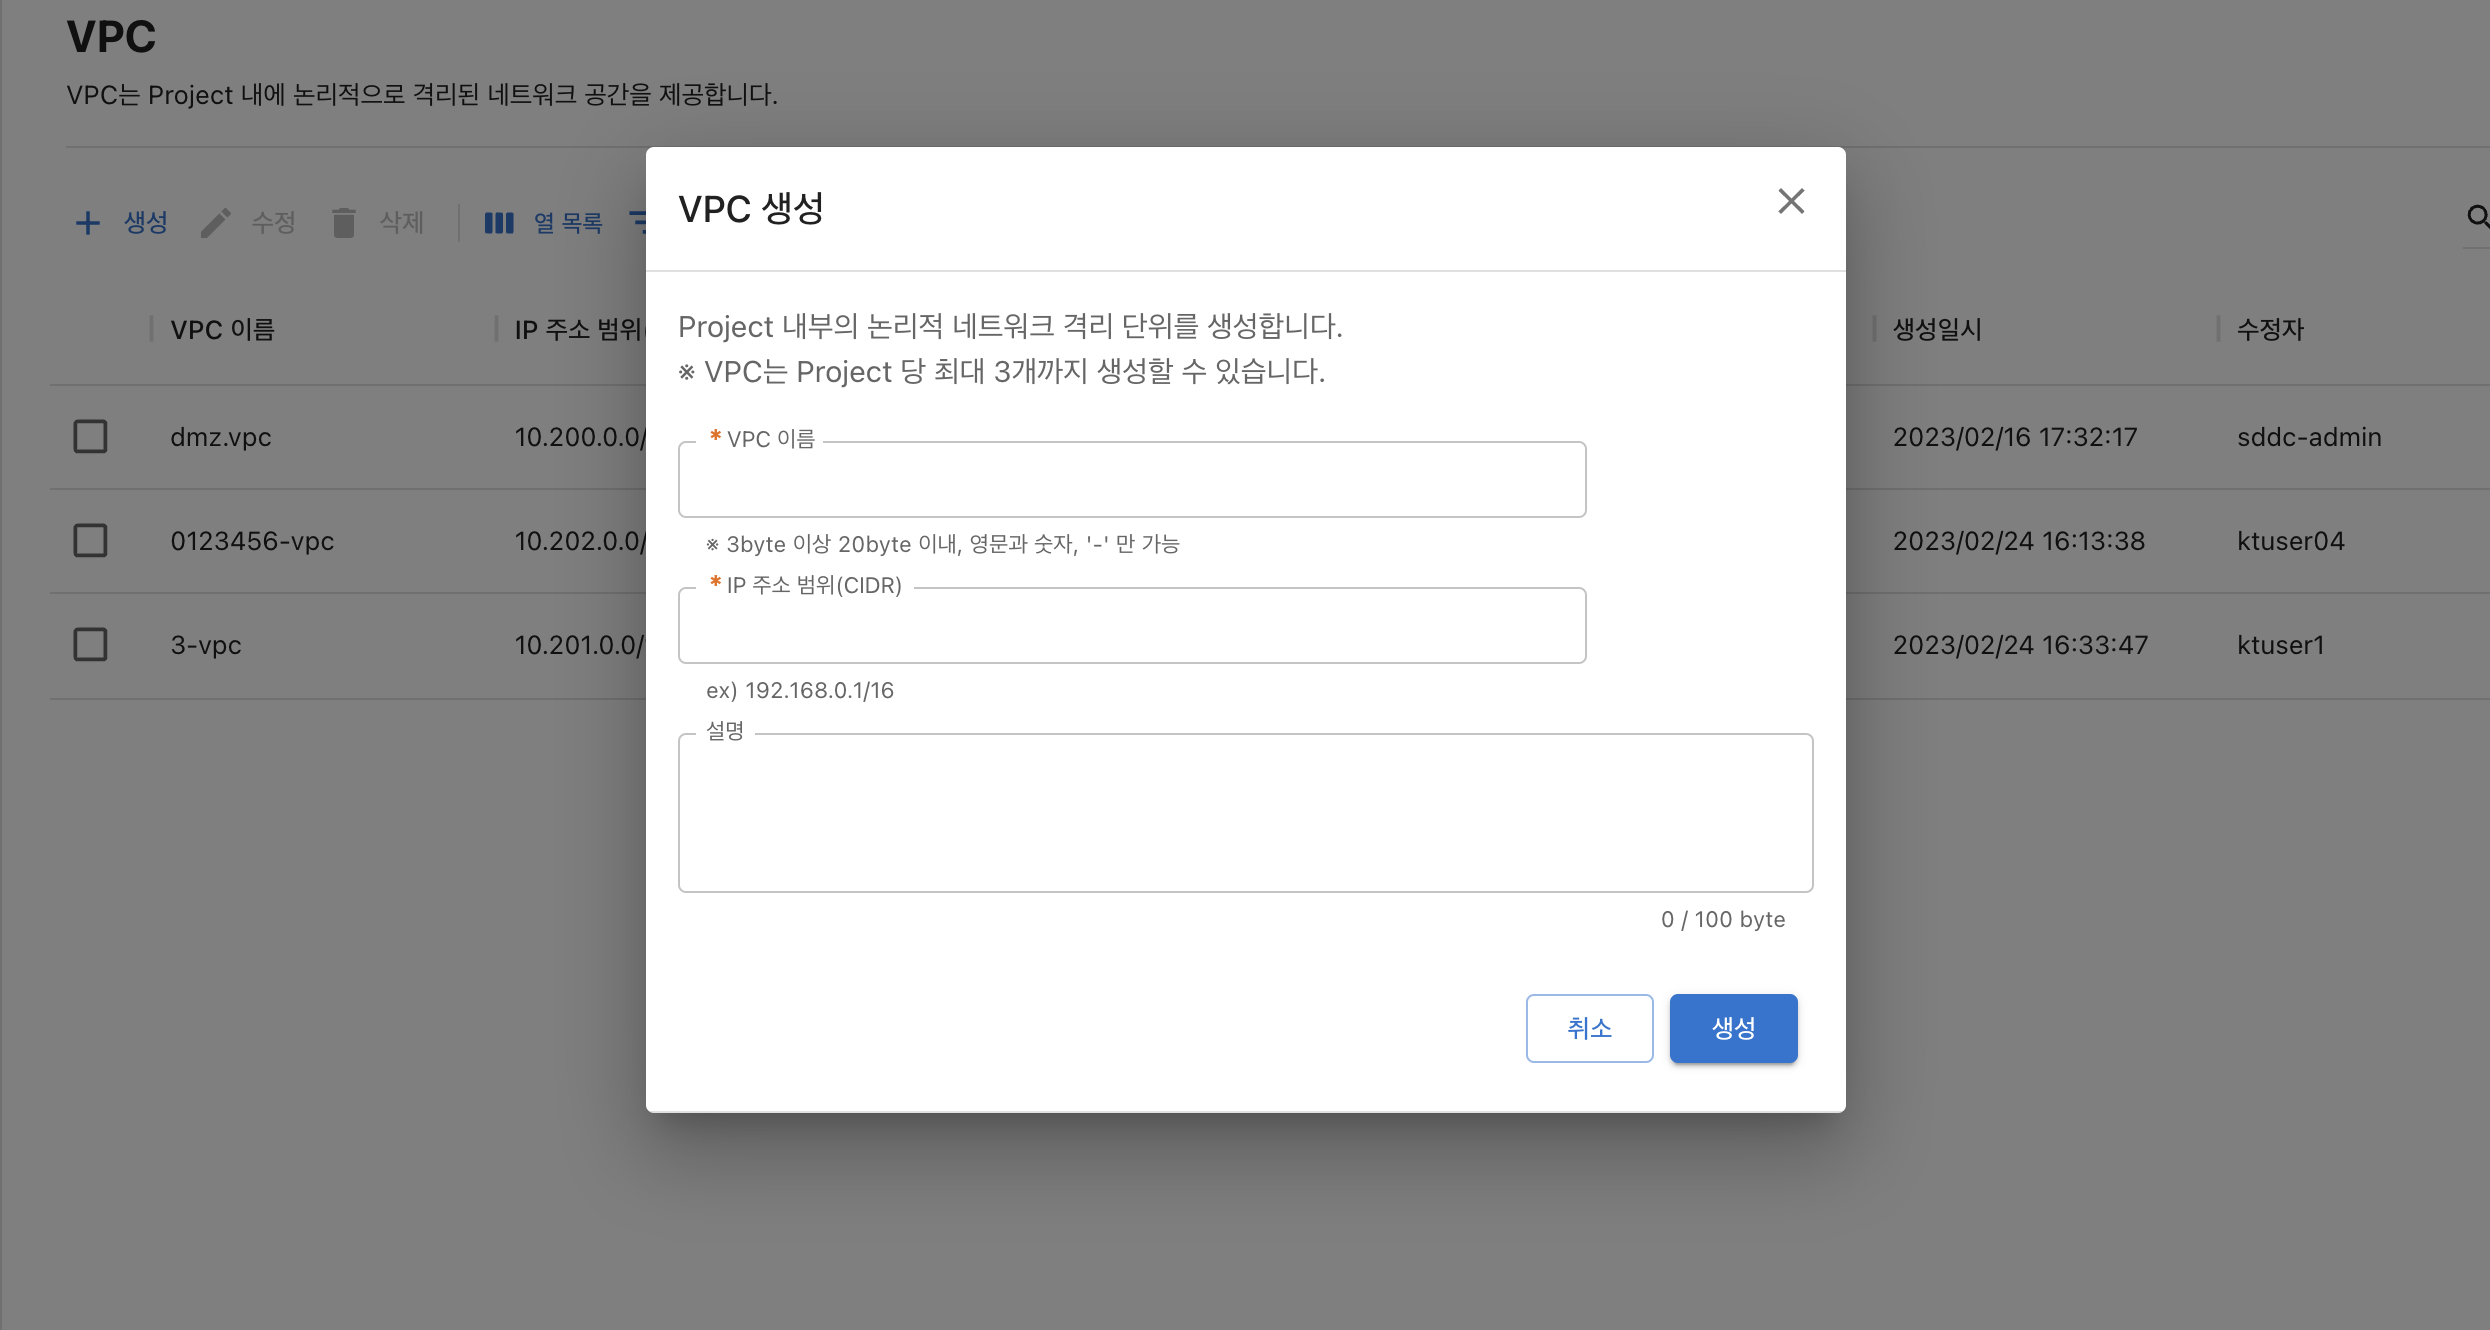 VPC
VPC는 Project 내에 논리적으로 격리된 네트워크 공간을 제공합니다.
생성 수정 삭제 열 목록
VPC 이름 IP 주소 범위 생성일시 수정자
dmz.vpc 10.200.0.0/ 2023/02/16 17:32:17 sddc-admin
0123456-vpc 10.202.0.0/ 2023/02/24 16:13:38 ktuser04
3-vpc 10.201.0.0/ 2023/02/24 16:33:47 ktuser1
VPC 생성
Project 내부의 논리적 네트워크 격리 단위를 생성합니다.
※ VPC는 Project 당 최대 3개까지 생성할 수 있습니다.
* VPC 이름
※ 3byte 이상 20byte 이내, 영문과 숫자, '-' 만 가능
* IP 주소 범위(CIDR)
ex) 192.168.0.1/16
설명
0 / 100 byte
취소 생성